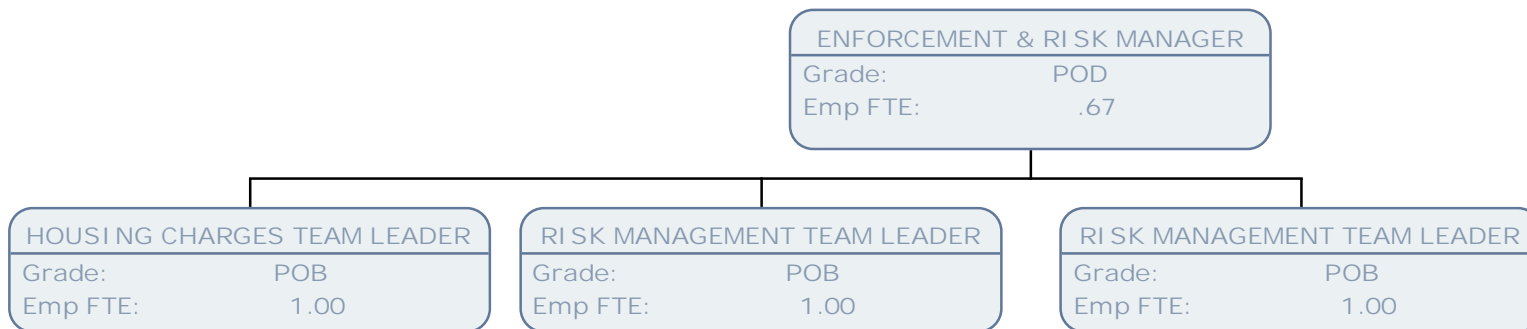 ENFORCEMENT & RISK MANAGER
Grade: POD
Emp FTE: .67
HOUSING CHARGES TEAM LEADER
Grade: POB
Emp FTE: 1.00
RISK MANAGEMENT TEAM LEADER
Grade: POB
Emp FTE: 1.00
RISK MANAGEMENT TEAM LEADER
Grade: POB
Emp FTE: 1.00